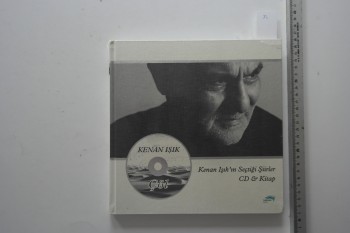 KENAN IŞIK
Kenan Işık'ın Seçtiği Şiirler
CD & Kitap